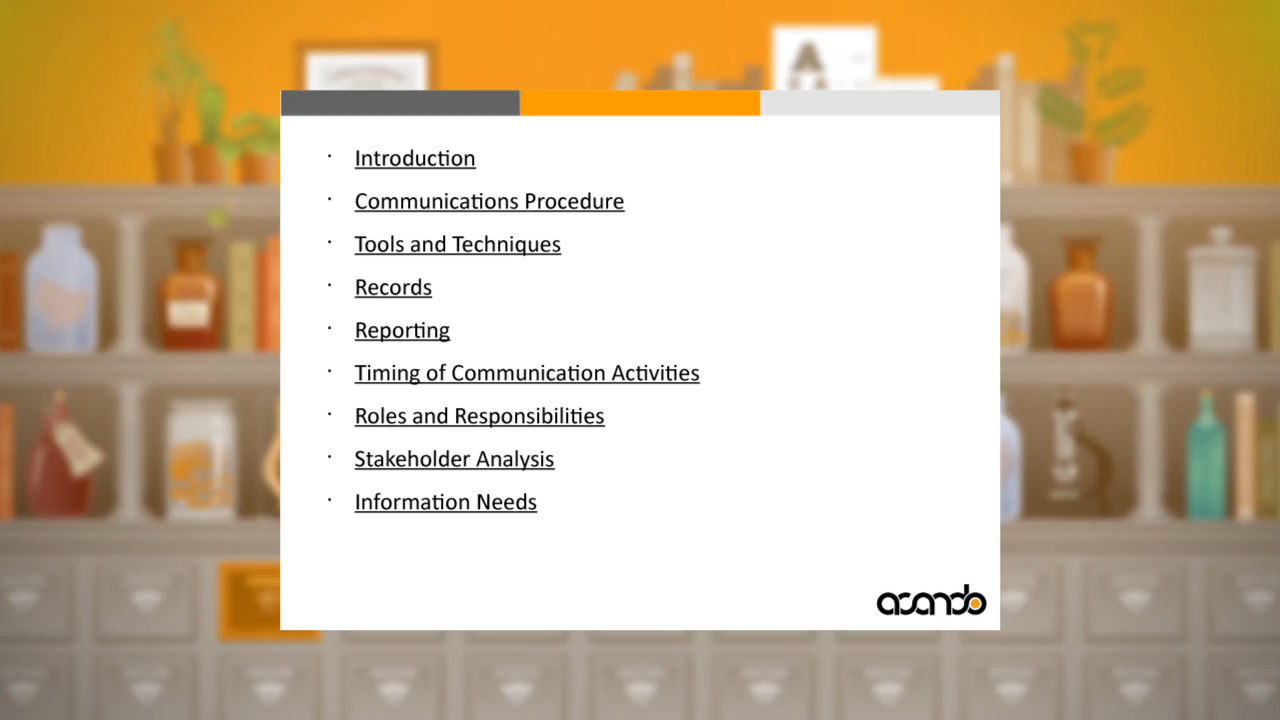 A
Introduction
Communications Procedure
Tools and Techniques
Records
Reporting
Timing of Communication Activities
Roles and Responsibilities
Stakeholder Analysis
Information Needs
acando